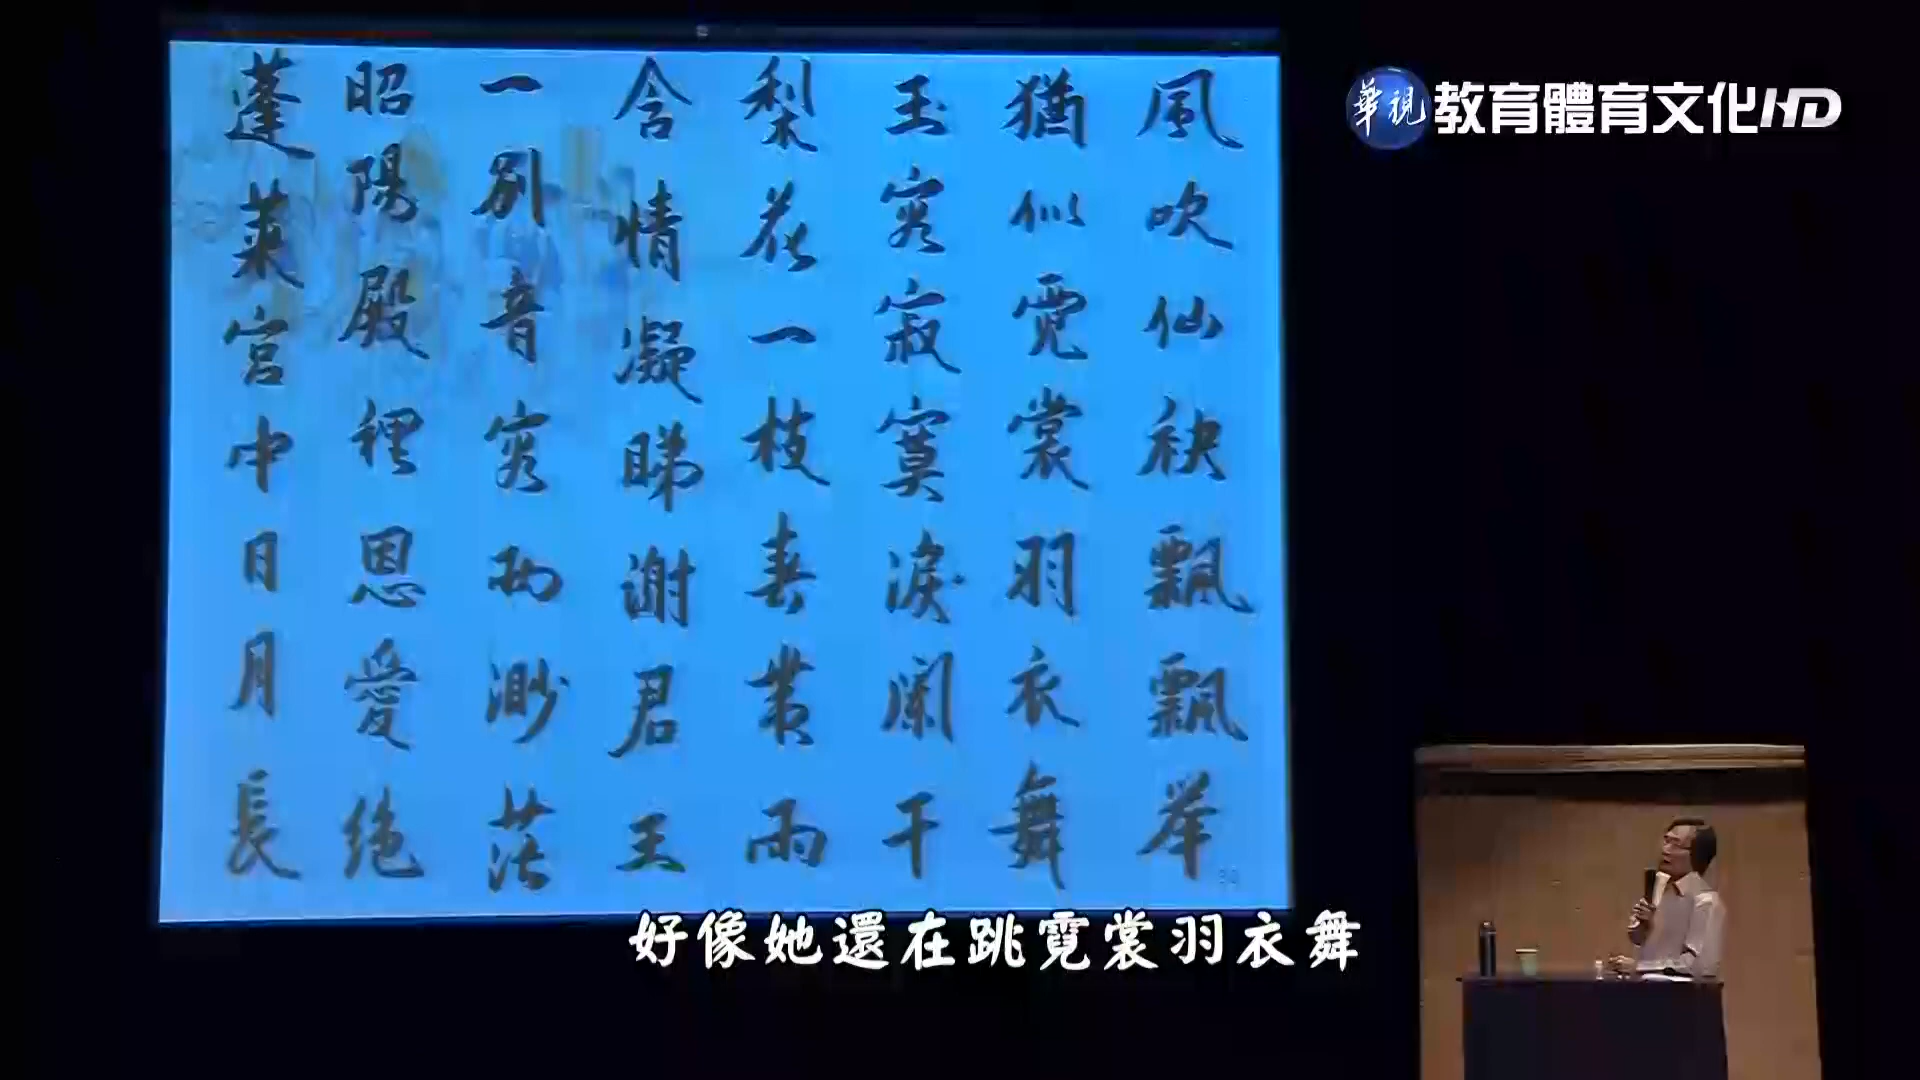 風吹仙袂飄飄举
猶似霓裳羽衣舞
玉容寂寞淚闌干
梨花一枝春帶雨
含情凝睇謝君王
一别音容兩渺茫
昭陽殿裡恩愛絕
蓬萊宮中日月長
30
華視 教育體育文化HD
好像她還在跳霓裳羽衣舞